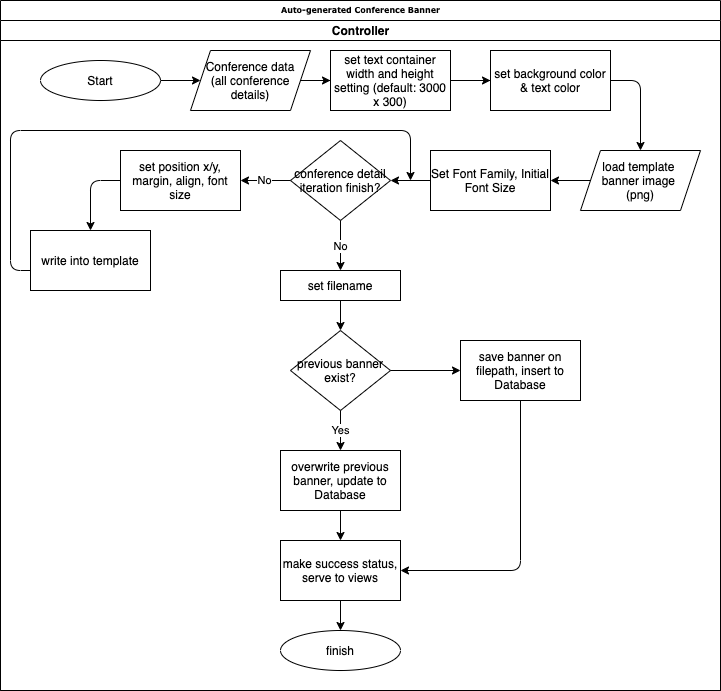 Auto-generated Conference Banner
Controller
Start
Conference data
(all conference
details)
set text container
width and height
setting (default: 3000
x 300)
set background color
& text color
load template
banner image
(png)
Set Font Family, Initial
Font Size
conference detail
iteration finish?
No
set position x/y,
margin, align, font
size
write into template
No
set filename
previous banner
exist?
save banner on
filepath, insert to
Database
Yes
overwrite previous
banner, update to
Database
make success status,
serve to views
finish